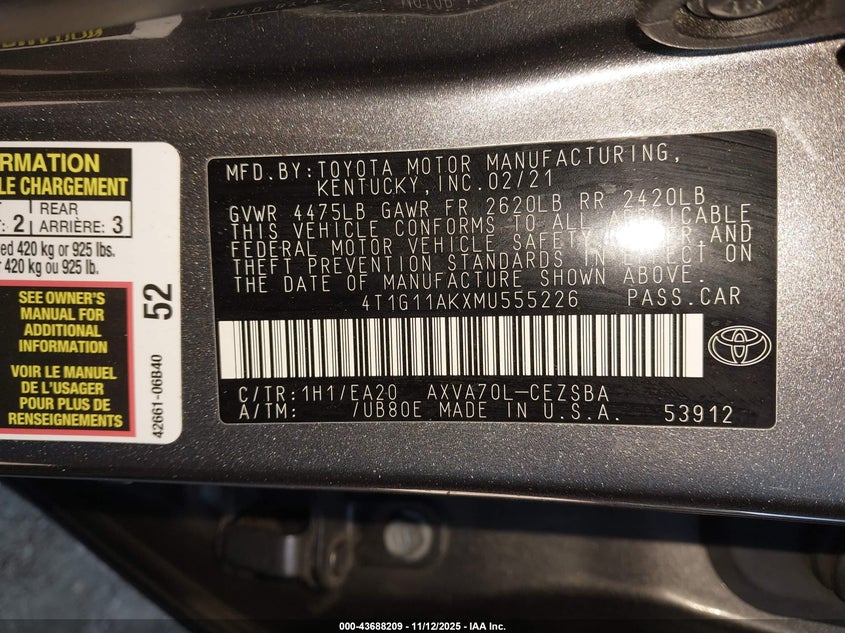 RMATION
LE CHARGEMENT
2
REAR
ARRIÈRE: 3
420 kg or 925 lbs.
420 kg ou 925 lb.
SEE OWNER'S
MANUAL FOR
ADDITIONAL
INFORMATION
VOIR LE MANUEL
DE L'USAGER
POUR PLUS DE
RENSEIGNEMENTS
52
42661-06B40
MFD.BY:TOYOTA MOTOR MANUFACTURING,
KENTUCKY,INC.02/21
GVWR 4475LB GAWR FR 2620LB RR 2420LB
THIS VEHICLE CONFORMS TO ALL APPLICABLE
FEDERAL MOTOR VEHICLE SAFETY, AND
THEFT PREVENTION STANDARDS IN EFFECT ON
THE DATE OF MANUFACTURE SHOWN ABOVE.
4T1G11AKXMU555226 PASS.CAR
C/TR:1H1/EA20 AXVA70L-CEZSBA
A/TM: /UB80E MADE IN U.S.A. 53912
000-43688209 - 11/12/2025 - IAA Inc.